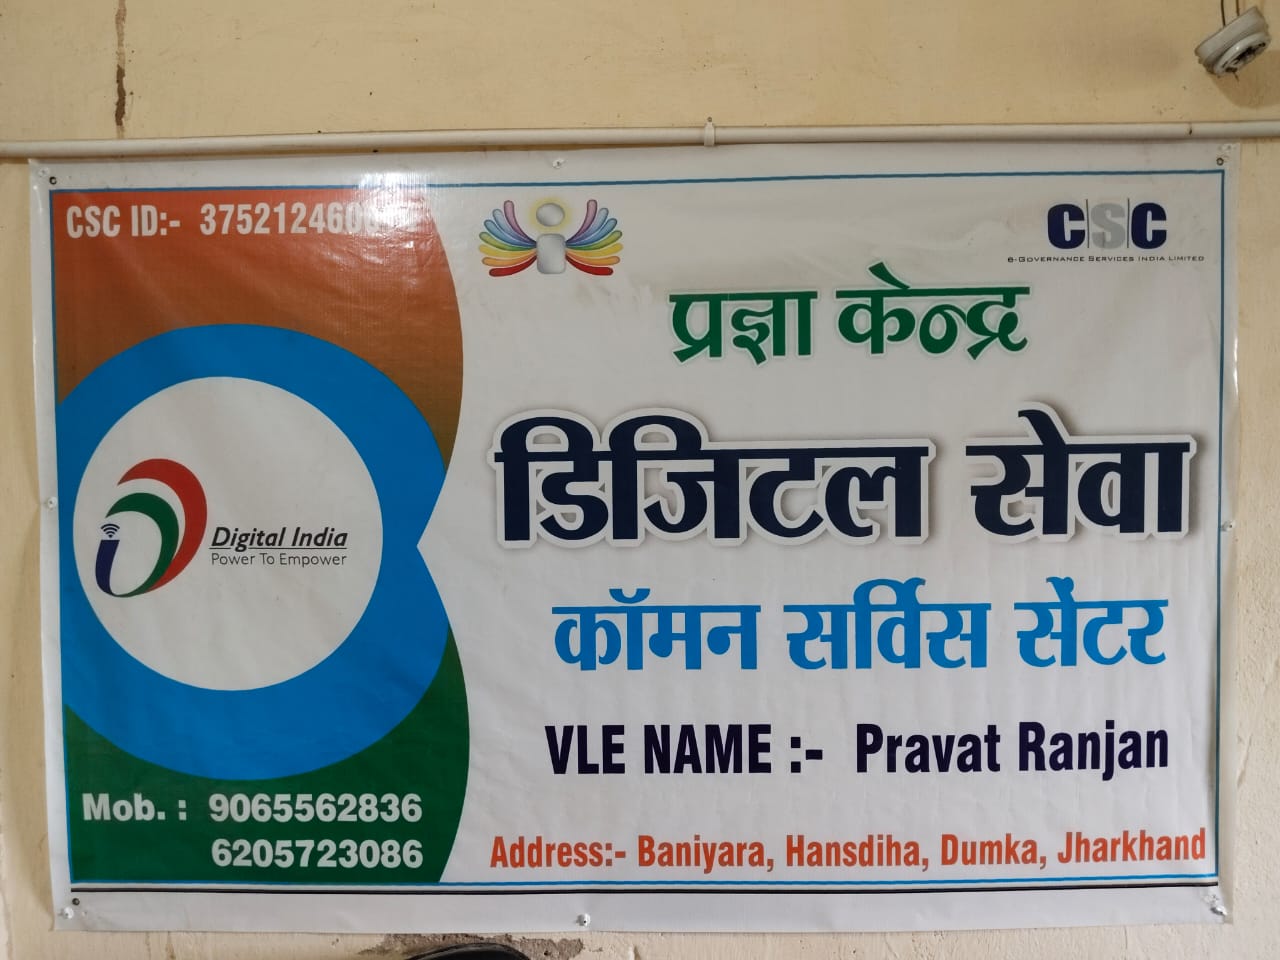 CSC ID:-
CSC
e-Governance Services India Limited
प्रज्ञा केन्द्र
डिजिटल सेवा
कॉमन सर्विस सेंटर
Digital India
Power To Empower
VLE NAME :- Pravat Ranjan
Mob. : 9065562836
6205723086
Address:- Baniyara, Hansdiha, Dumka, Jharkhand